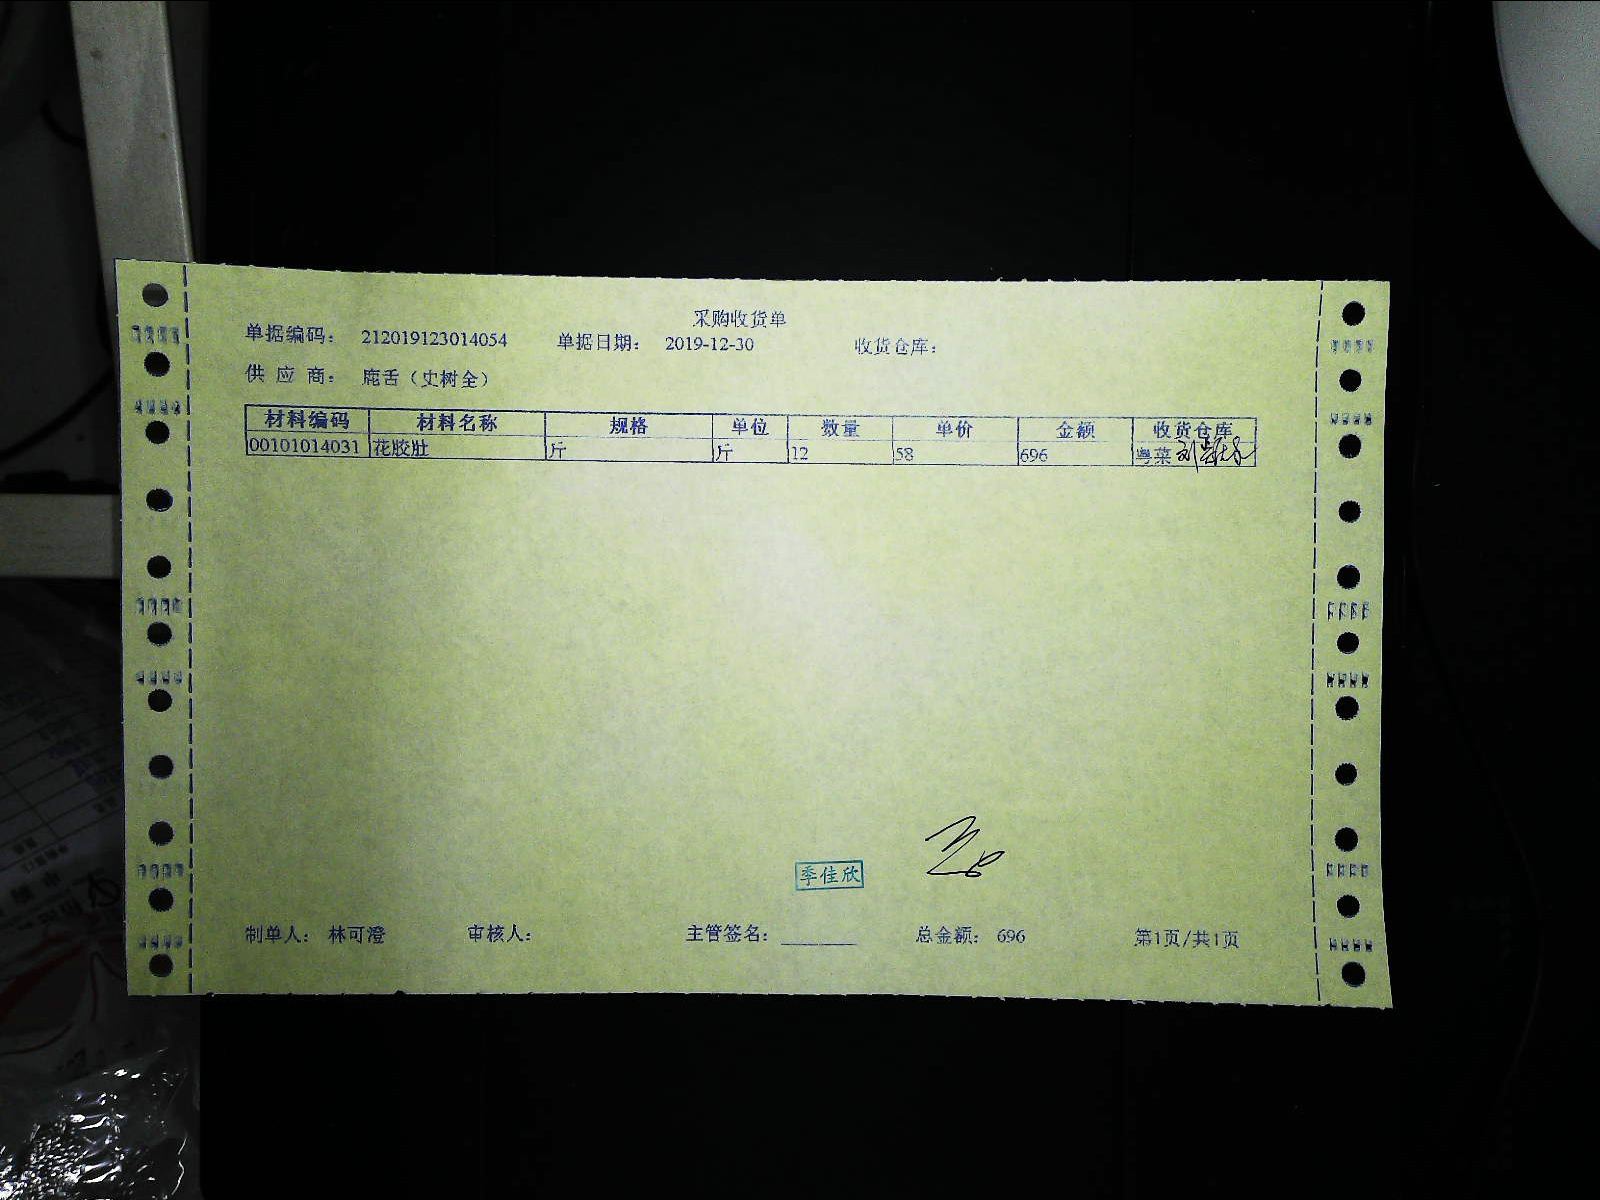 采购收货单
单据编码： 212019123014054 单据日期： 2019-12-30 收货仓库：
供 应 商： 鹿舌（史树全）
材料编码 材料名称 规格 单位 数量 单价 金额 收货仓库
00101014031 花胶肚 斤 斤 12 58 696 粤菜
季佳欣
制单人： 林可澄 审核人： 主管签名： 总金额： 696 第1页/共1页